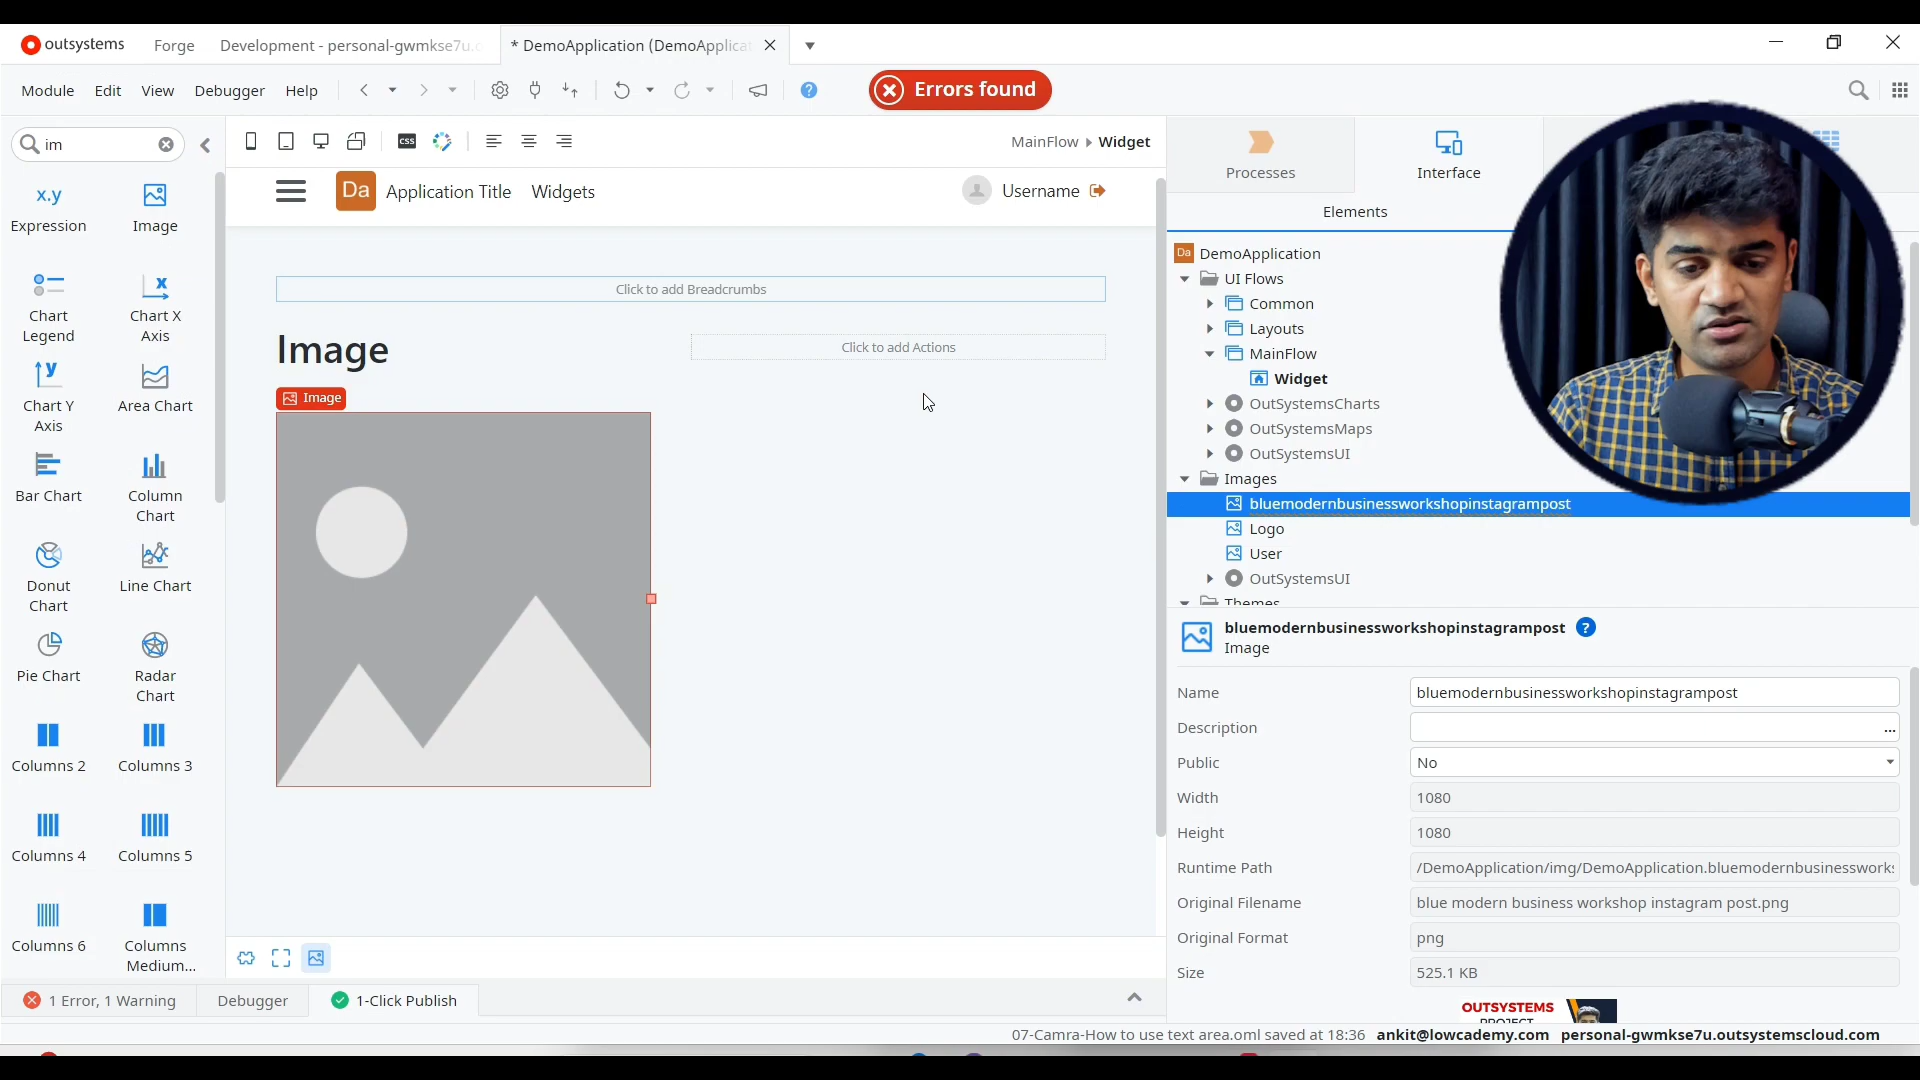 outsystems
Forge
Development - personal-gwmkse7u.o
* DemoApplication (DemoApplicat
Module
Edit
View
Debugger
Help
Errors found
im
css
MainFlow
Widget
Processes
Interface
Elements
x.y
Expression
Image
Da
Application Title
Widgets
Username
Chart
Legend
x
Chart X
Axis
y
Chart Y
Axis
Area Chart
Bar Chart
Column
Chart
Donut
Chart
Line Chart
Pie Chart
Radar
Chart
Columns 2
Columns 3
Columns 4
Columns 5
Columns 6
Columns
Medium...
Click to add Breadcrumbs
Image
Click to add Actions
Image
Da DemoApplication
UI Flows
Common
Layouts
MainFlow
Widget
OutSystemsCharts
OutSystemsMaps
OutSystemsUI
Images
bluemodernbusinessworkshopinstagrampost
Logo
User
OutSystemsUI
Themes
bluemodernbusinessworkshopinstagrampost ?
Image
Name bluemodernbusinessworkshopinstagrampost
Description ...
Public No
Width 1080
Height 1080
Runtime Path /DemoApplication/img/DemoApplication.bluemodernbusinessworks
Original Filename blue modern business workshop instagram post.png
Original Format png
Size 525.1 KB
OUTSYSTEMS
PROJECT
1 Error, 1 Warning
Debugger
1-Click Publish
07-Camra-How to use text area.oml saved at 18:36 ankit@lowcademy.com personal-gwmkse7u.outsystemscloud.com